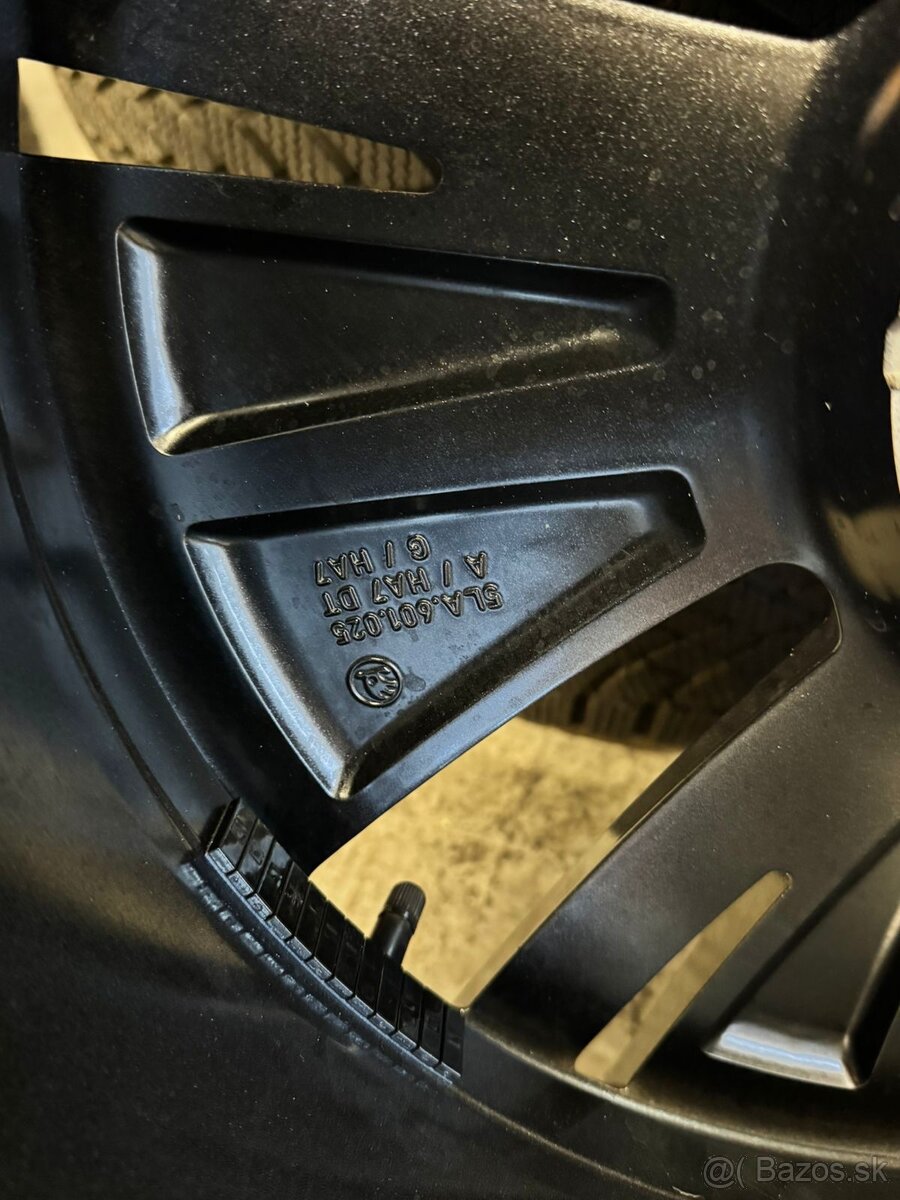 5LA.601.025
A / HA7 DT
G / HA7
@( Bazos.sk